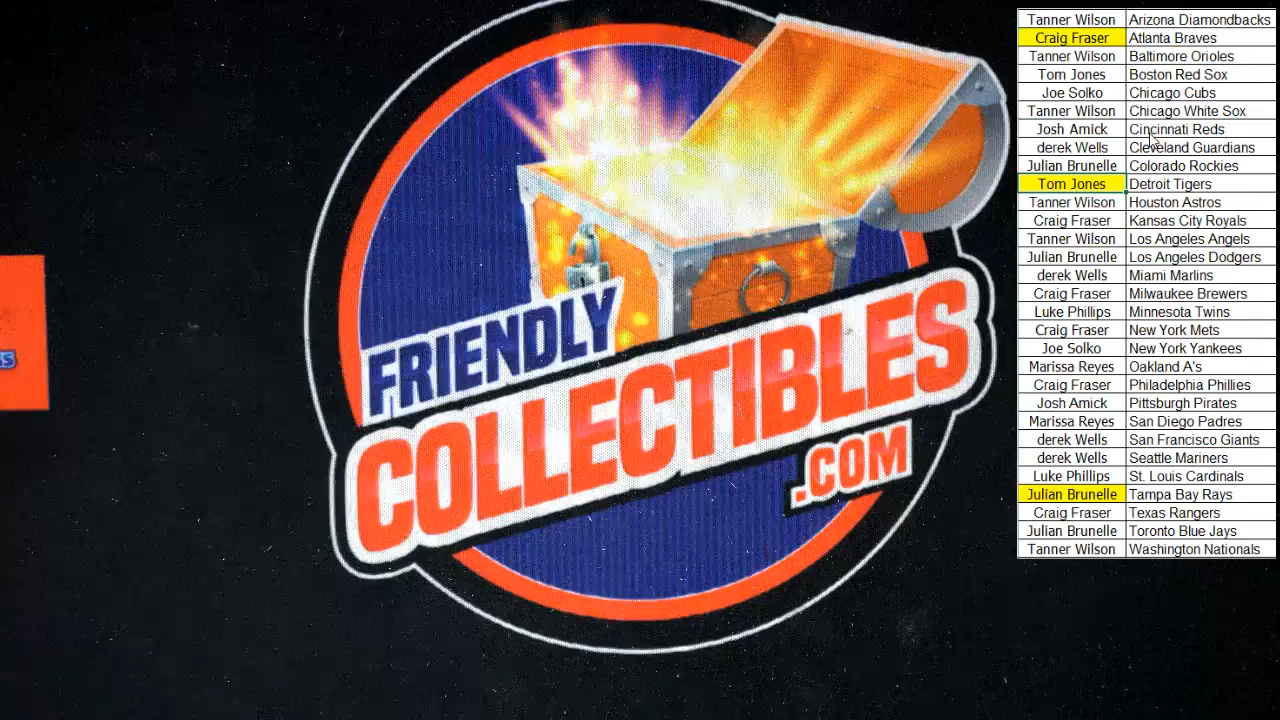 FRIENDLY
COLLECTIBLES
.COM
Tanner Wilson Arizona Diamondbacks
Craig Fraser Atlanta Braves
Tanner Wilson Baltimore Orioles
Tom Jones Boston Red Sox
Joe Solko Chicago Cubs
Tanner Wilson Chicago White Sox
Josh Amick Cincinnati Reds
derek Wells Cleveland Guardians
Julian Brunelle Colorado Rockies
Tom Jones Detroit Tigers
Tanner Wilson Houston Astros
Craig Fraser Kansas City Royals
Tanner Wilson Los Angeles Angels
Julian Brunelle Los Angeles Dodgers
derek Wells Miami Marlins
Craig Fraser Milwaukee Brewers
Luke Phillips Minnesota Twins
Craig Fraser New York Mets
Joe Solko New York Yankees
Marissa Reyes Oakland A's
Craig Fraser Philadelphia Phillies
Josh Amick Pittsburgh Pirates
Marissa Reyes San Diego Padres
derek Wells San Francisco Giants
derek Wells Seattle Mariners
Luke Phillips St. Louis Cardinals
Julian Brunelle Tampa Bay Rays
Craig Fraser Texas Rangers
Julian Brunelle Toronto Blue Jays
Tanner Wilson Washington Nationals